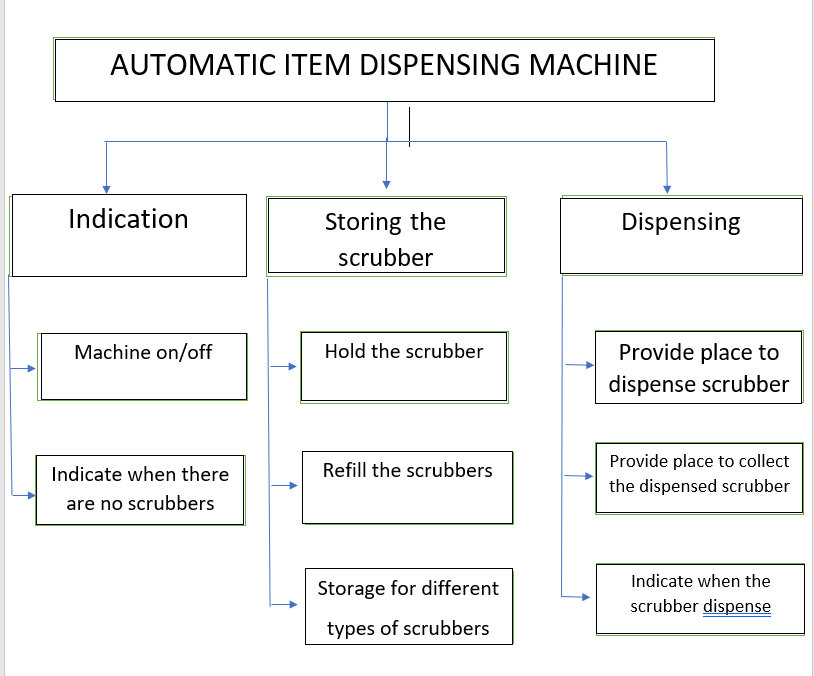 AUTOMATIC ITEM DISPENSING MACHINE
Indication
Machine on/off
Indicate when there
are no scrubbers
Storing the
scrubber
Hold the scrubber
Refill the scrubbers
Storage for different
types of scrubbers
Dispensing
Provide place to
dispense scrubber
Provide place to collect
the dispensed scrubber
Indicate when the
scrubber dispense